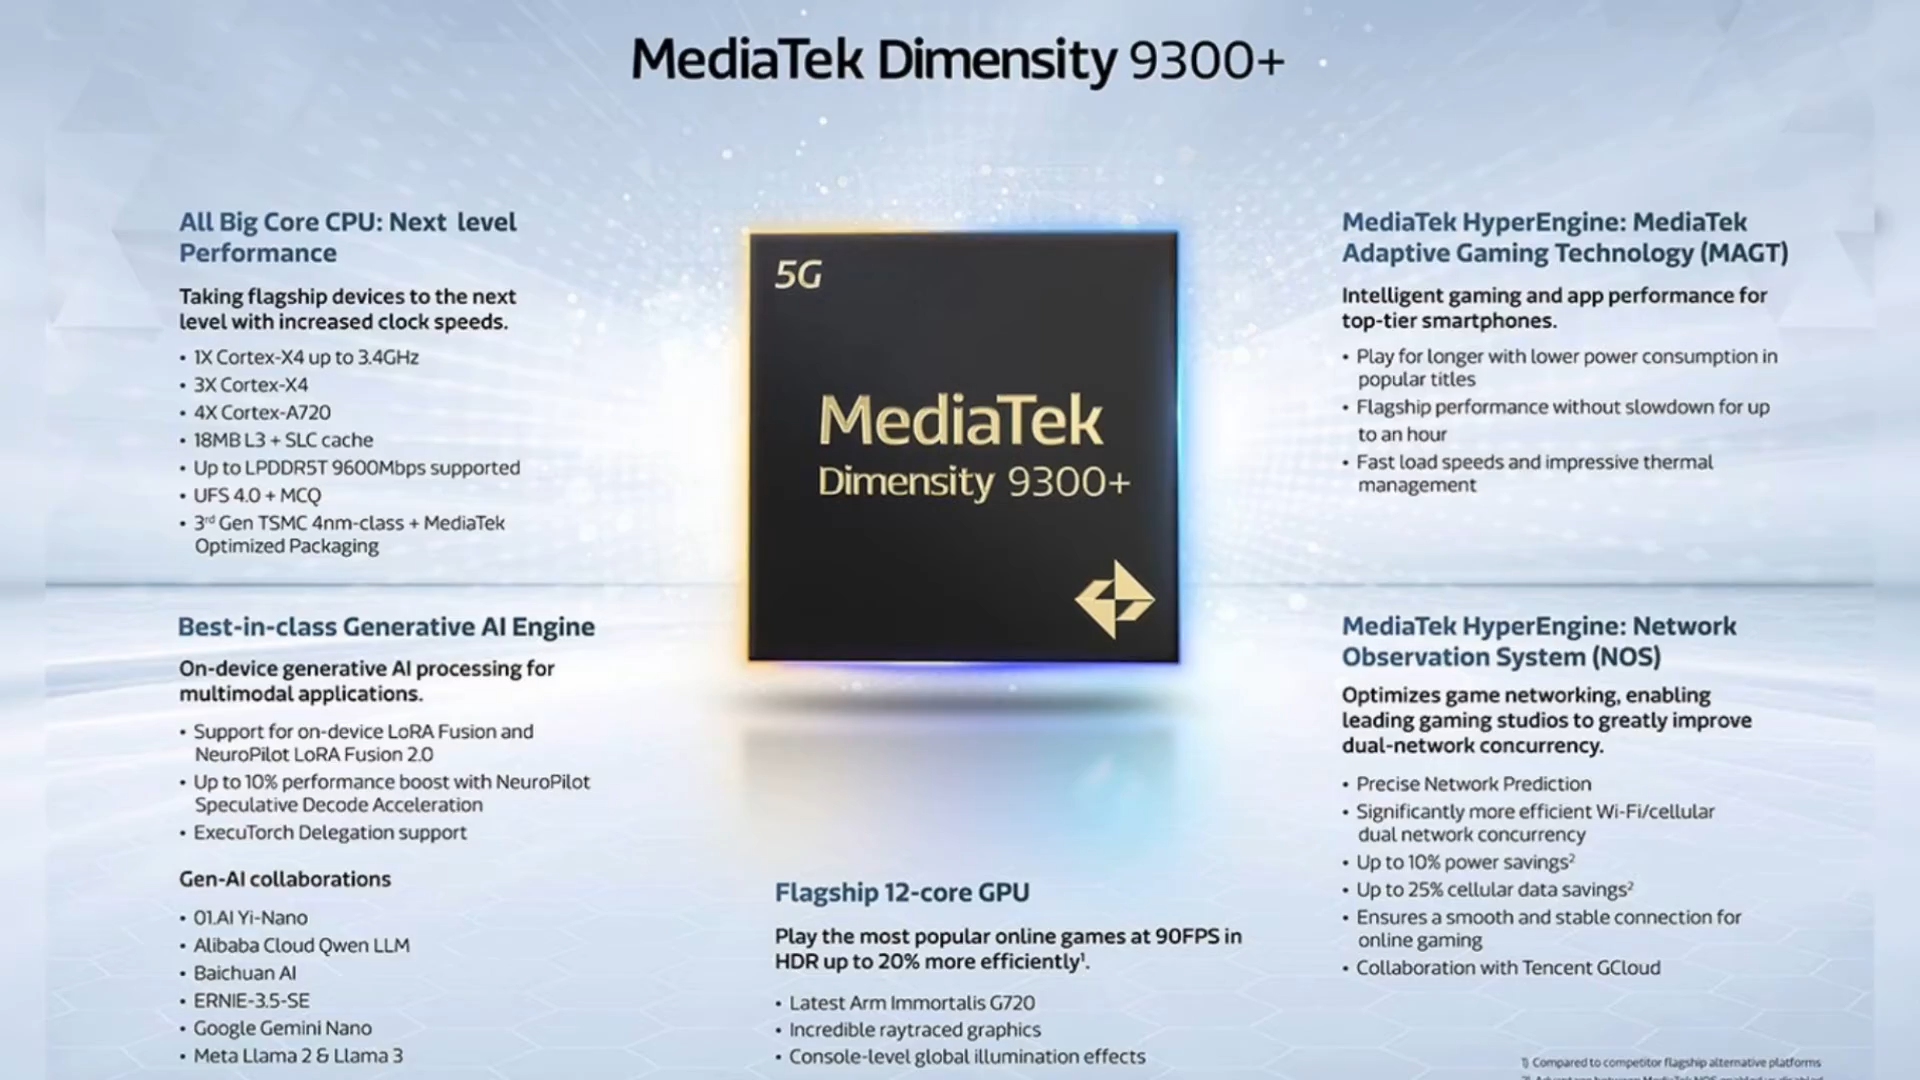 MediaTek Dimensity 9300+
All Big Core CPU: Next level
Performance
Taking flagship devices to the next
level with increased clock speeds.
• 1X Cortex-X4 up to 3.4GHz
• 3X Cortex-X4
• 4X Cortex-A720
• 18MB L3 + SLC cache
• Up to LPDDR5T 9600Mbps supported
• UFS 4.0 + MCQ
• 3rd Gen TSMC 4nm-class + MediaTek
Optimized Packaging
Best-in-class Generative AI Engine
On-device generative AI processing for
multimodal applications.
• Support for on-device LoRA Fusion and
NeuroPilot LoRA Fusion 2.0
• Up to 10% performance boost with NeuroPilot
Speculative Decode Acceleration
• ExecuTorch Delegation support
Gen-AI collaborations
• 01.AI Yi-Nano
• Alibaba Cloud Qwen LLM
• Baichuan AI
• ERNIE-3.5-SE
• Google Gemini Nano
• Meta Llama 2 & Llama 3
5G
MediaTek
Dimensity 9300+
Flagship 12-core GPU
Play the most popular online games at 90FPS in
HDR up to 20% more efficiently¹.
• Latest Arm Immortalis G720
• Incredible raytraced graphics
• Console-level global illumination effects
MediaTek HyperEngine: MediaTek
Adaptive Gaming Technology (MAGT)
Intelligent gaming and app performance for
top-tier smartphones.
• Play for longer with lower power consumption in
popular titles
• Flagship performance without slowdown for up
to an hour
• Fast load speeds and impressive thermal
management
MediaTek HyperEngine: Network
Observation System (NOS)
Optimizes game networking, enabling
leading gaming studios to greatly improve
dual-network concurrency.
• Precise Network Prediction
• Significantly more efficient Wi-Fi/cellular
dual network concurrency
• Up to 10% power savings²
• Up to 25% cellular data savings²
• Ensures a smooth and stable connection for
online gaming
• Collaboration with Tencent GCloud
1) Compared to competitor flagship alternative platforms